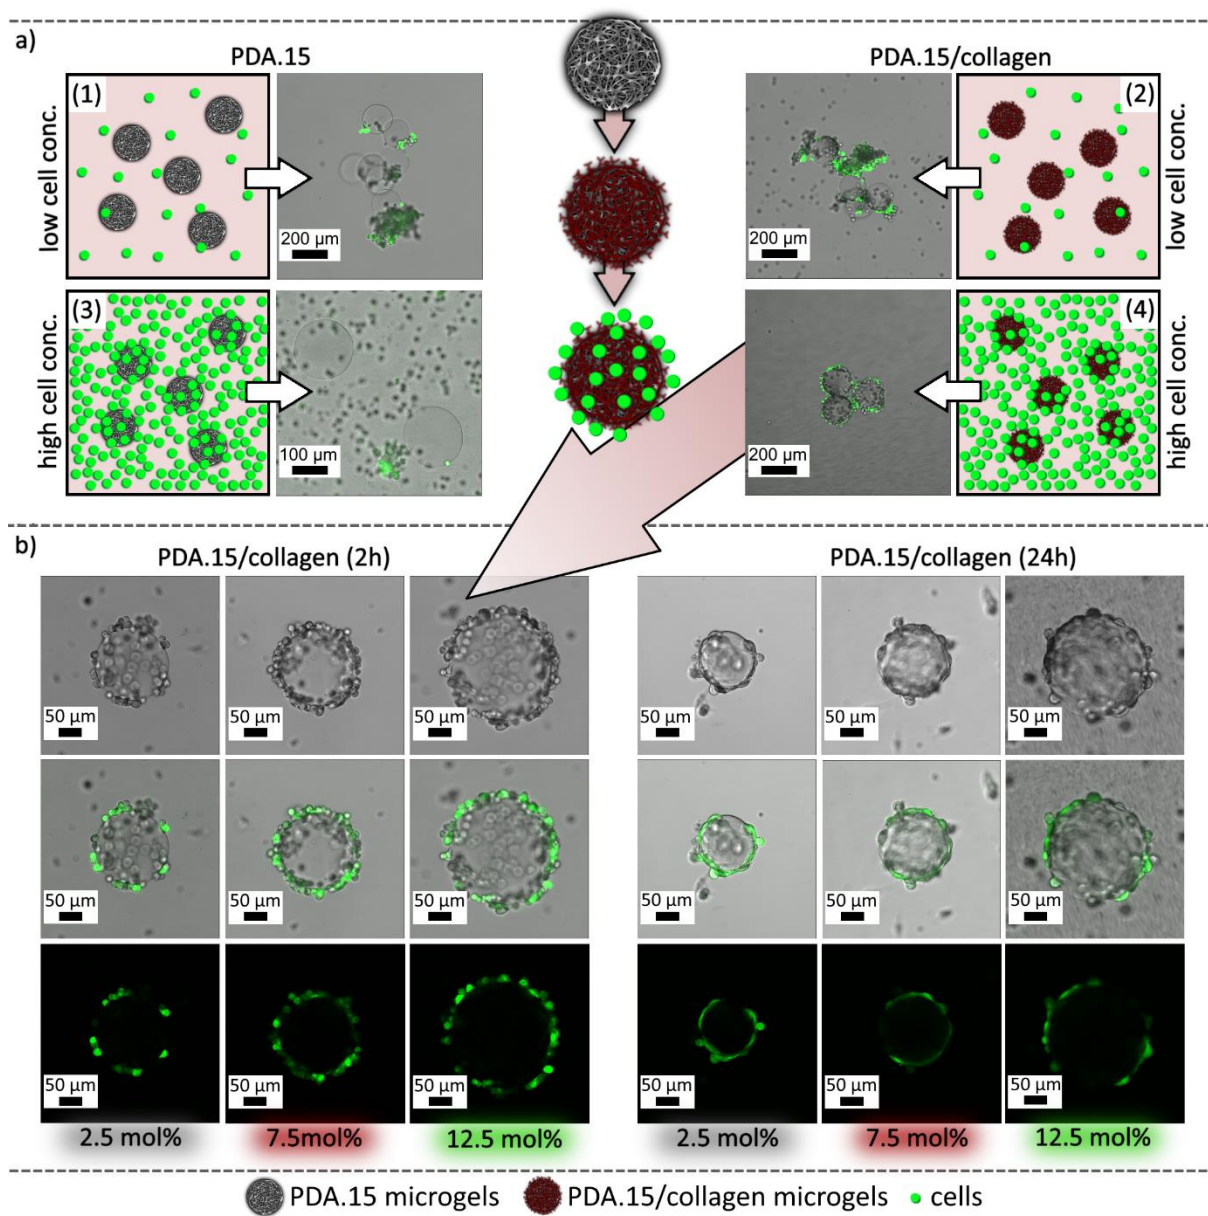 a)
PDA.15
PDA.15/collagen
low cell conc.
(1)
200 µm
200 µm
(2)
low cell conc.
high cell conc.
(3)
100 µm
200 µm
(4)
high cell conc.
b)
PDA.15/collagen (2h)
PDA.15/collagen (24h)
50 µm 50 µm 50 µm 50 µm 50 µm 50 µm
50 µm 50 µm 50 µm 50 µm 50 µm 50 µm
50 µm 50 µm 50 µm 50 µm 50 µm 50 µm
2.5 mol% 7.5mol% 12.5 mol% 2.5 mol% 7.5 mol% 12.5 mol%
PDA.15 microgels PDA.15/collagen microgels cells